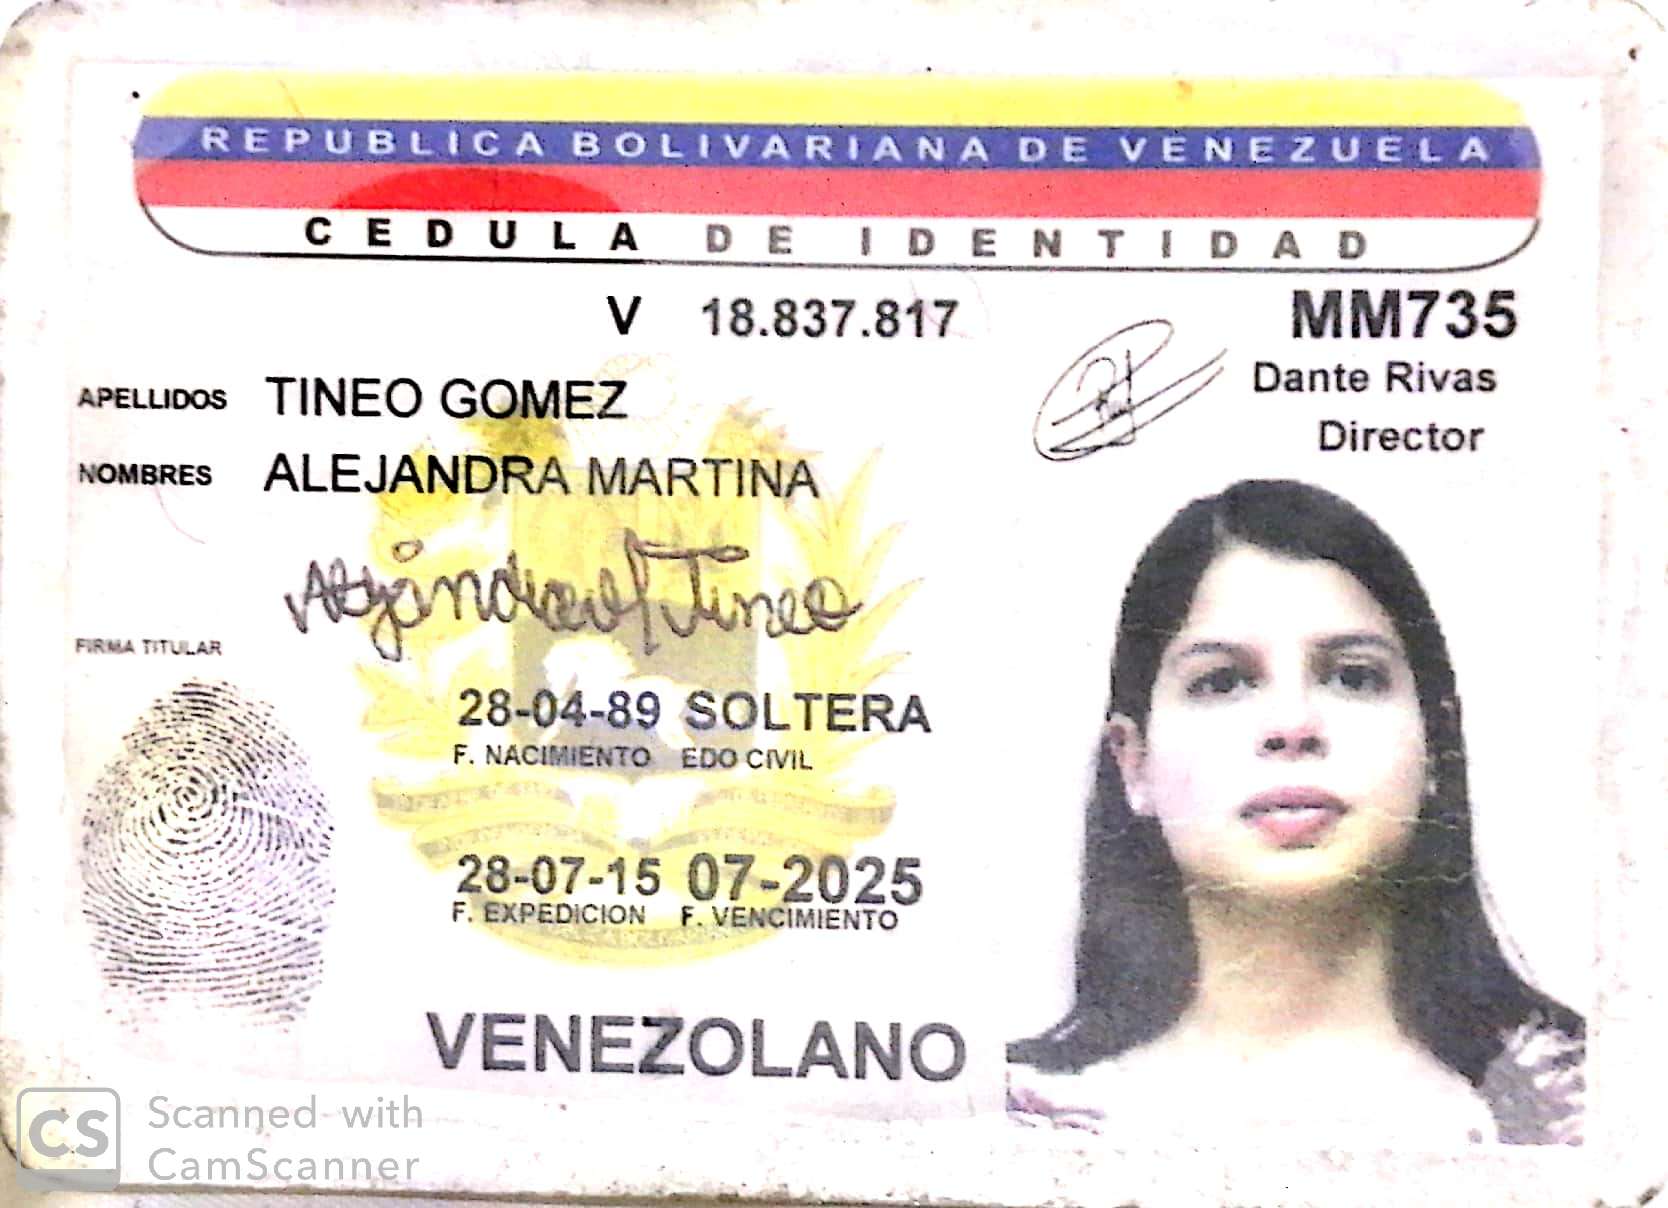 REPUBLICA BOLIVARIANA DE VENEZUELA
CEDULA DE IDENTIDAD
V 18.837.817
MM735
Dante Rivas
Director
APELLIDOS TINEO GOMEZ
NOMBRES ALEJANDRA MARTINA
Alejandra Tineo
FIRMA TITULAR
28-04-89 SOLTERA
F. NACIMIENTO EDO CIVIL
28-07-15 07-2025
F. EXPEDICION F. VENCIMIENTO
VENEZOLANO
CS Scanned with
CamScanner